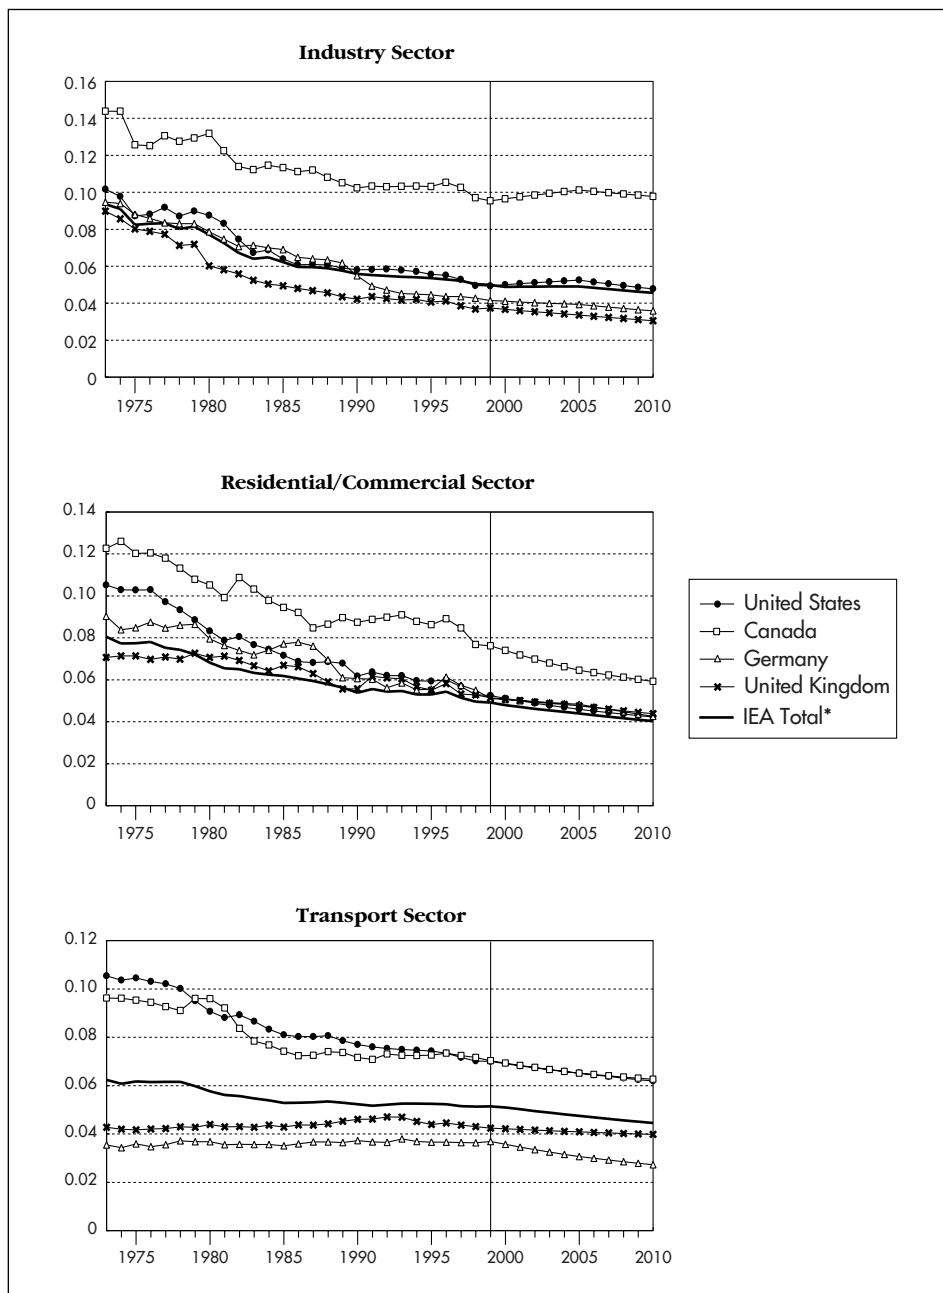 Industry Sector
0.16
0.14
0.12
0.10
0.08
0.06
0.04
0.02
0
1975 1980 1985 1990 1995 2000 2005 2010
Residential/Commercial Sector
0.14
0.12
0.10
0.08
0.06
0.04
0.02
0
1975 1980 1985 1990 1995 2000 2005 2010
United States
Canada
Germany
United Kingdom
IEA Total*
Transport Sector
0.12
0.10
0.08
0.06
0.04
0.02
0
1975 1980 1985 1990 1995 2000 2005 2010